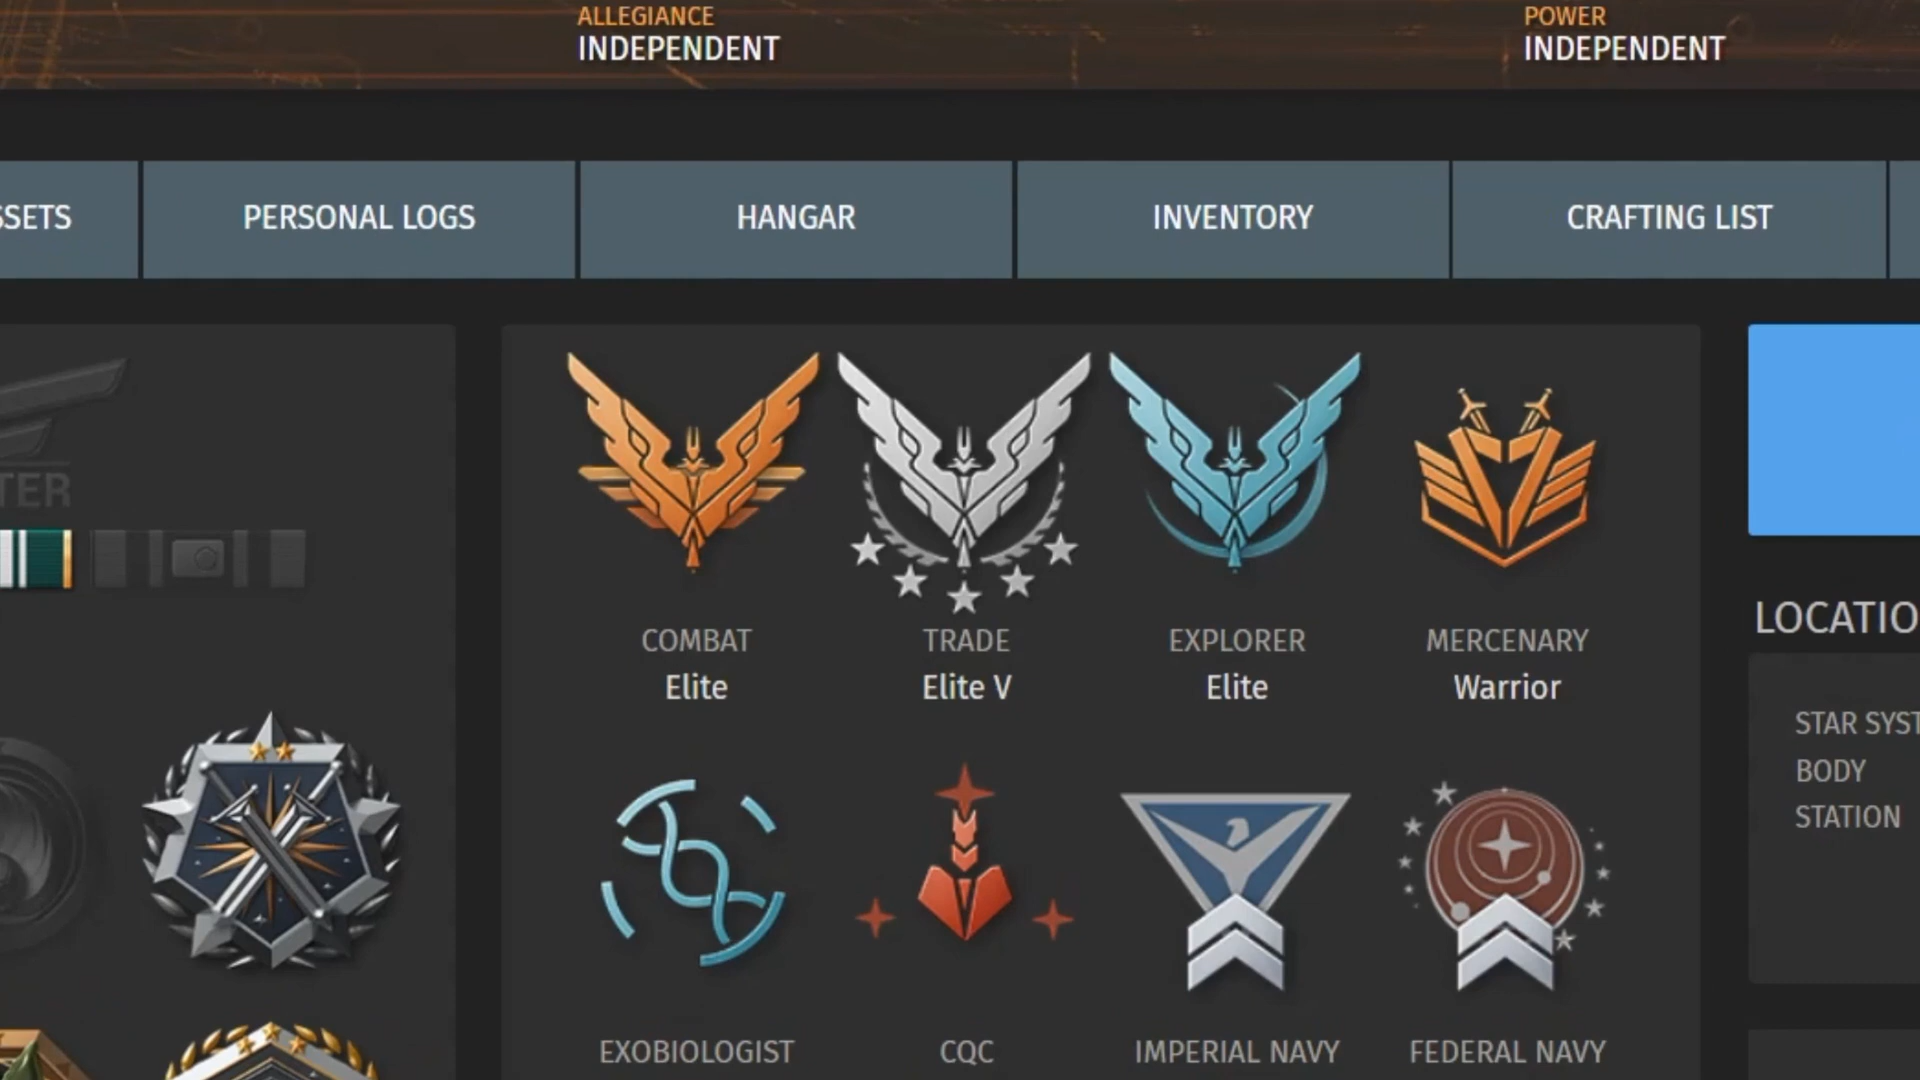 ALLEGIANCE
INDEPENDENT
POWER
INDEPENDENT
SSETS
PERSONAL LOGS
HANGAR
INVENTORY
CRAFTING LIST
TER
COMBAT
Elite
TRADE
Elite V
EXPLORER
Elite
MERCENARY
Warrior
EXOBIOLOGIST
CQC
IMPERIAL NAVY
FEDERAL NAVY
LOCATIO
STAR SYST
BODY
STATION